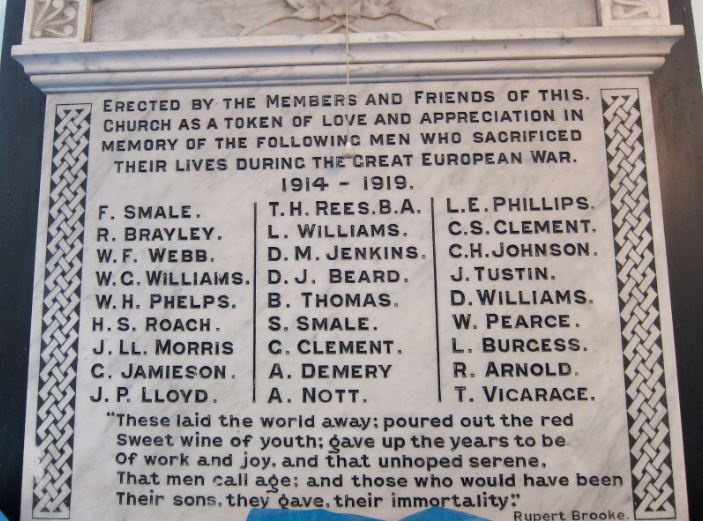 ERECTED BY THE MEMBERS AND FRIENDS OF THIS.
CHURCH AS A TOKEN OF LOVE AND APPRECIATION IN
MEMORY OF THE FOLLOWING MEN WHO SACRIFICED
THEIR LIVES DURING THE GREAT EUROPEAN WAR.
1914 - 1919.
F. SMALE.
R. BRAYLEY.
W. F. WEBB.
W. G. WILLIAMS.
W. H. PHELPS.
H. S. ROACH.
J. LL. MORRIS
G. JAMIESON.
J. P. LLOYD.
T. H. REES. B.A.
L. WILLIAMS.
D. M. JENKINS.
D. J. BEARD.
B. THOMAS.
S. SMALE.
G. CLEMENT.
A. DEMERY
A. NOTT.
L. E. PHILLIPS.
C. S. CLEMENT.
C. H. JOHNSON.
J. TUSTIN.
D. WILLIAMS.
W. PEARCE.
L. BURGESS.
R. ARNOLD.
T. VICARAGE.
"These laid the world away; poured out the red
Sweet wine of youth; gave up the years to be
Of work and joy, and that unhoped serene,
That men call age; and those who would have been
Their sons, they gave, their immortality."
Rupert Brooke.